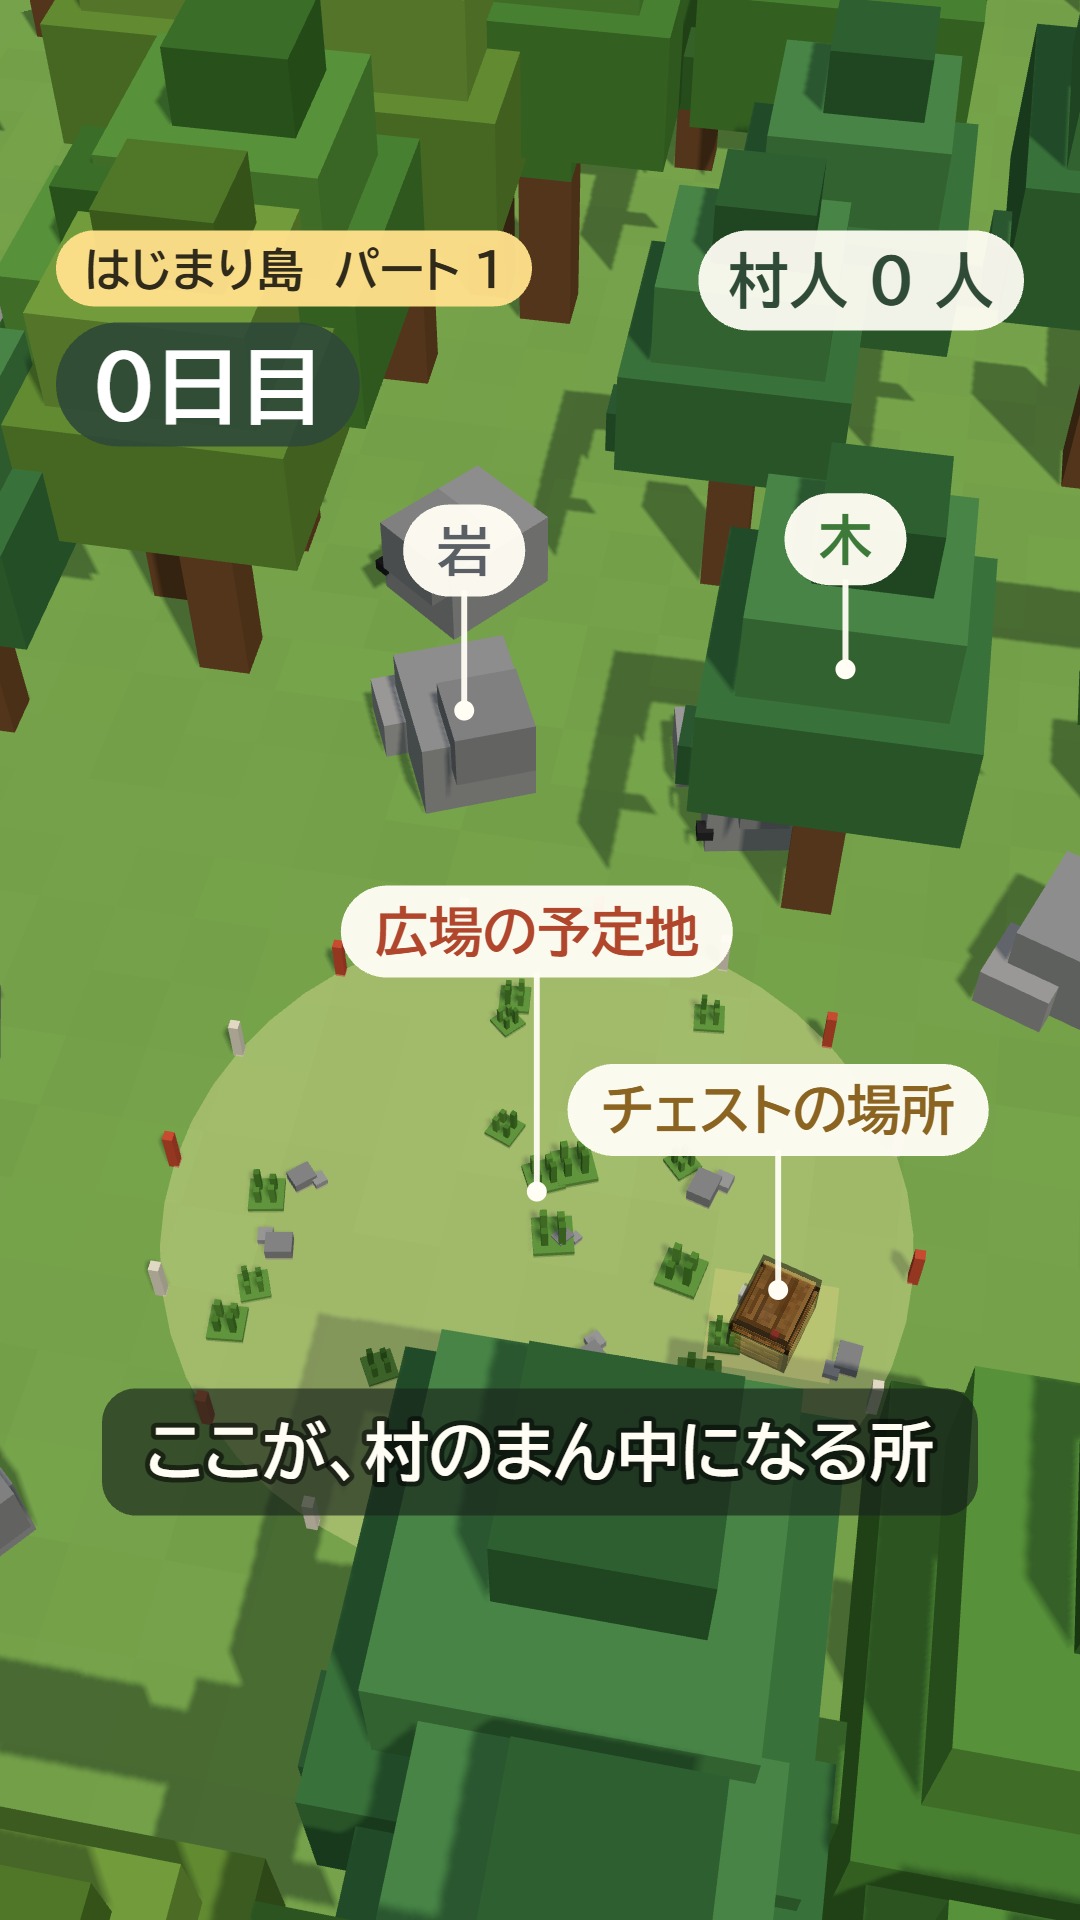 はじまり島 パート 1
村人 0 人
0日目
岩
木
広場の予定地
チェストの場所
ここが、村のまん中になる所